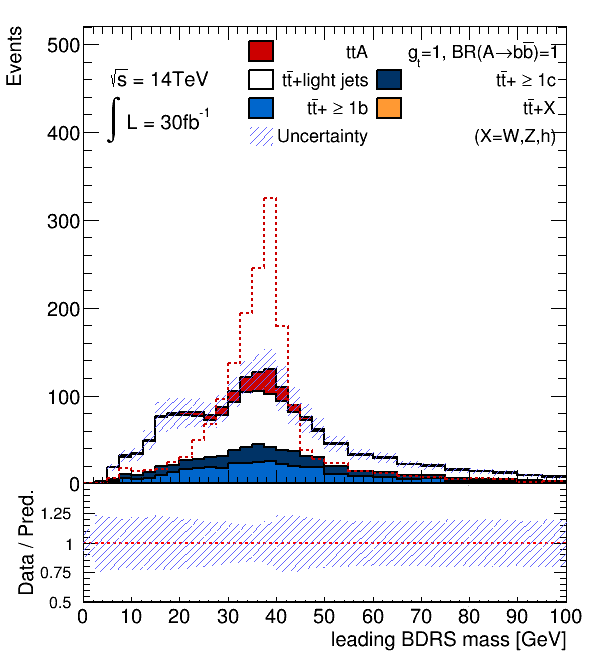 Events
500
400
300
200
100
0
√s = 14TeV
∫ L = 30fb⁻¹
ttA
g_t=1, BR(A→bb̅)=1
tt̅+light jets
tt̅+ ≥ 1c
tt̅+ ≥ 1b
tt̅+X
Uncertainty
(X=W,Z,h)
Data / Pred.
1.25
1
0.75
0.5
0 10 20 30 40 50 60 70 80 90 100
leading BDRS mass [GeV]